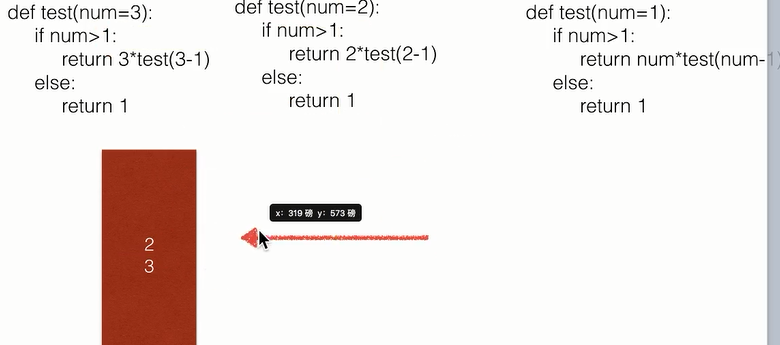 def test(num=3):
if num>1:
return 3*test(3-1)
else:
return 1
def test(num=2):
if num>1:
return 2*test(2-1)
else:
return 1
def test(num=1):
if num>1:
return num*test(num-1)
else:
return 1
x: 319 磅 y: 573 磅
2
3